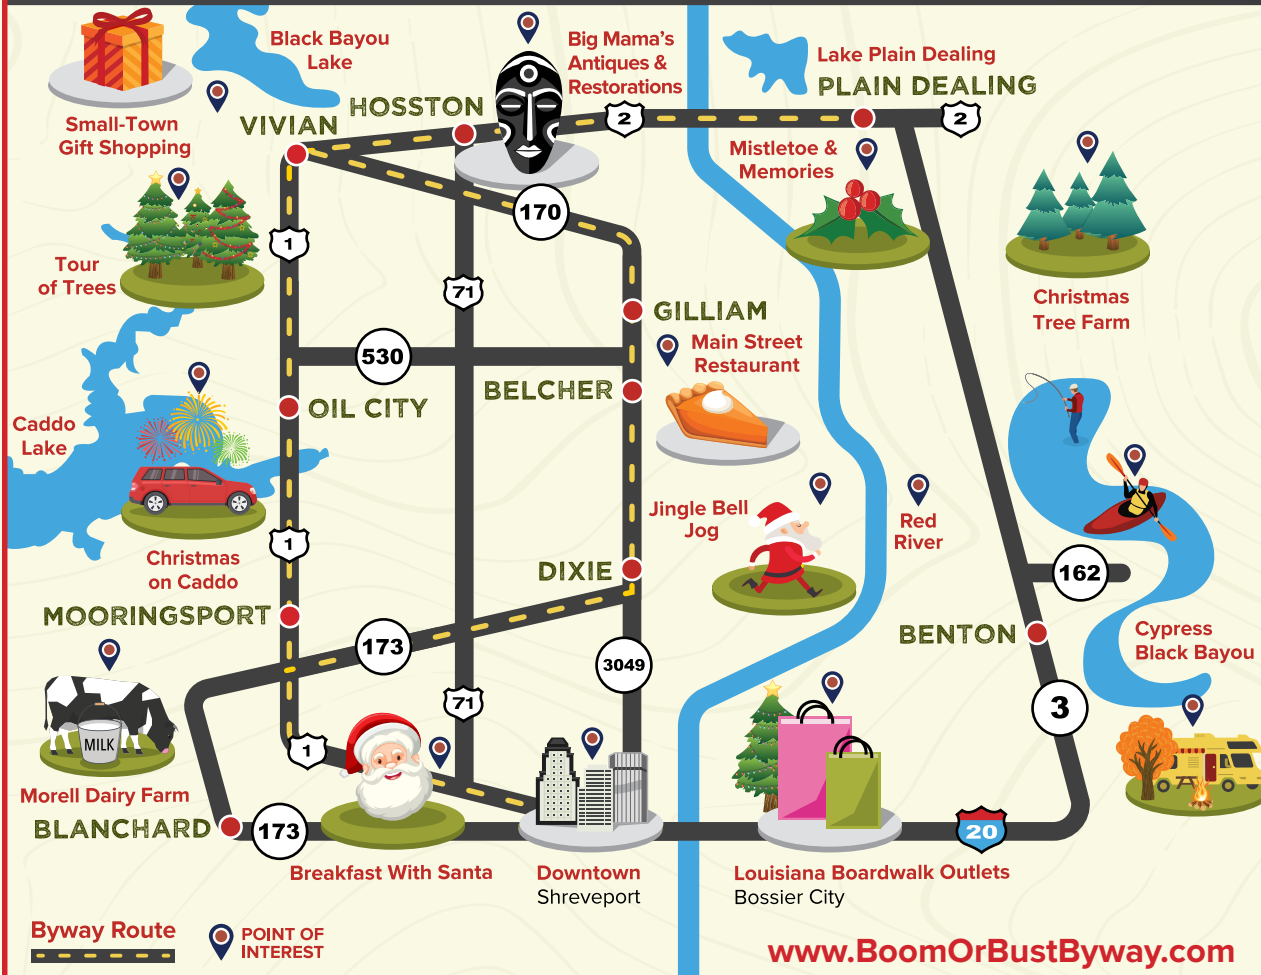 Black Bayou
Lake
Big Mama's
Antiques &
Restorations
Lake Plain Dealing
PLAIN DEALING
HOSSTON
VIVIAN
2
2
Small-Town
Gift Shopping
Mistletoe &
Memories
170
1
Tour
of Trees
71
Christmas
Tree Farm
GILLIAM
Main Street
Restaurant
530
BELCHER
OIL CITY
Caddo
Lake
Jingle Bell
Jog
Red
River
1
Christmas
on Caddo
DIXIE
162
MOORINGSPORT
BENTON
Cypress
Black Bayou
173
3049
71
3
MILK
1
Morell Dairy Farm
BLANCHARD
173
20
Breakfast With Santa
Downtown
Shreveport
Louisiana Boardwalk Outlets
Bossier City
Byway Route
POINT OF
INTEREST
www.BoomOrBustByway.com